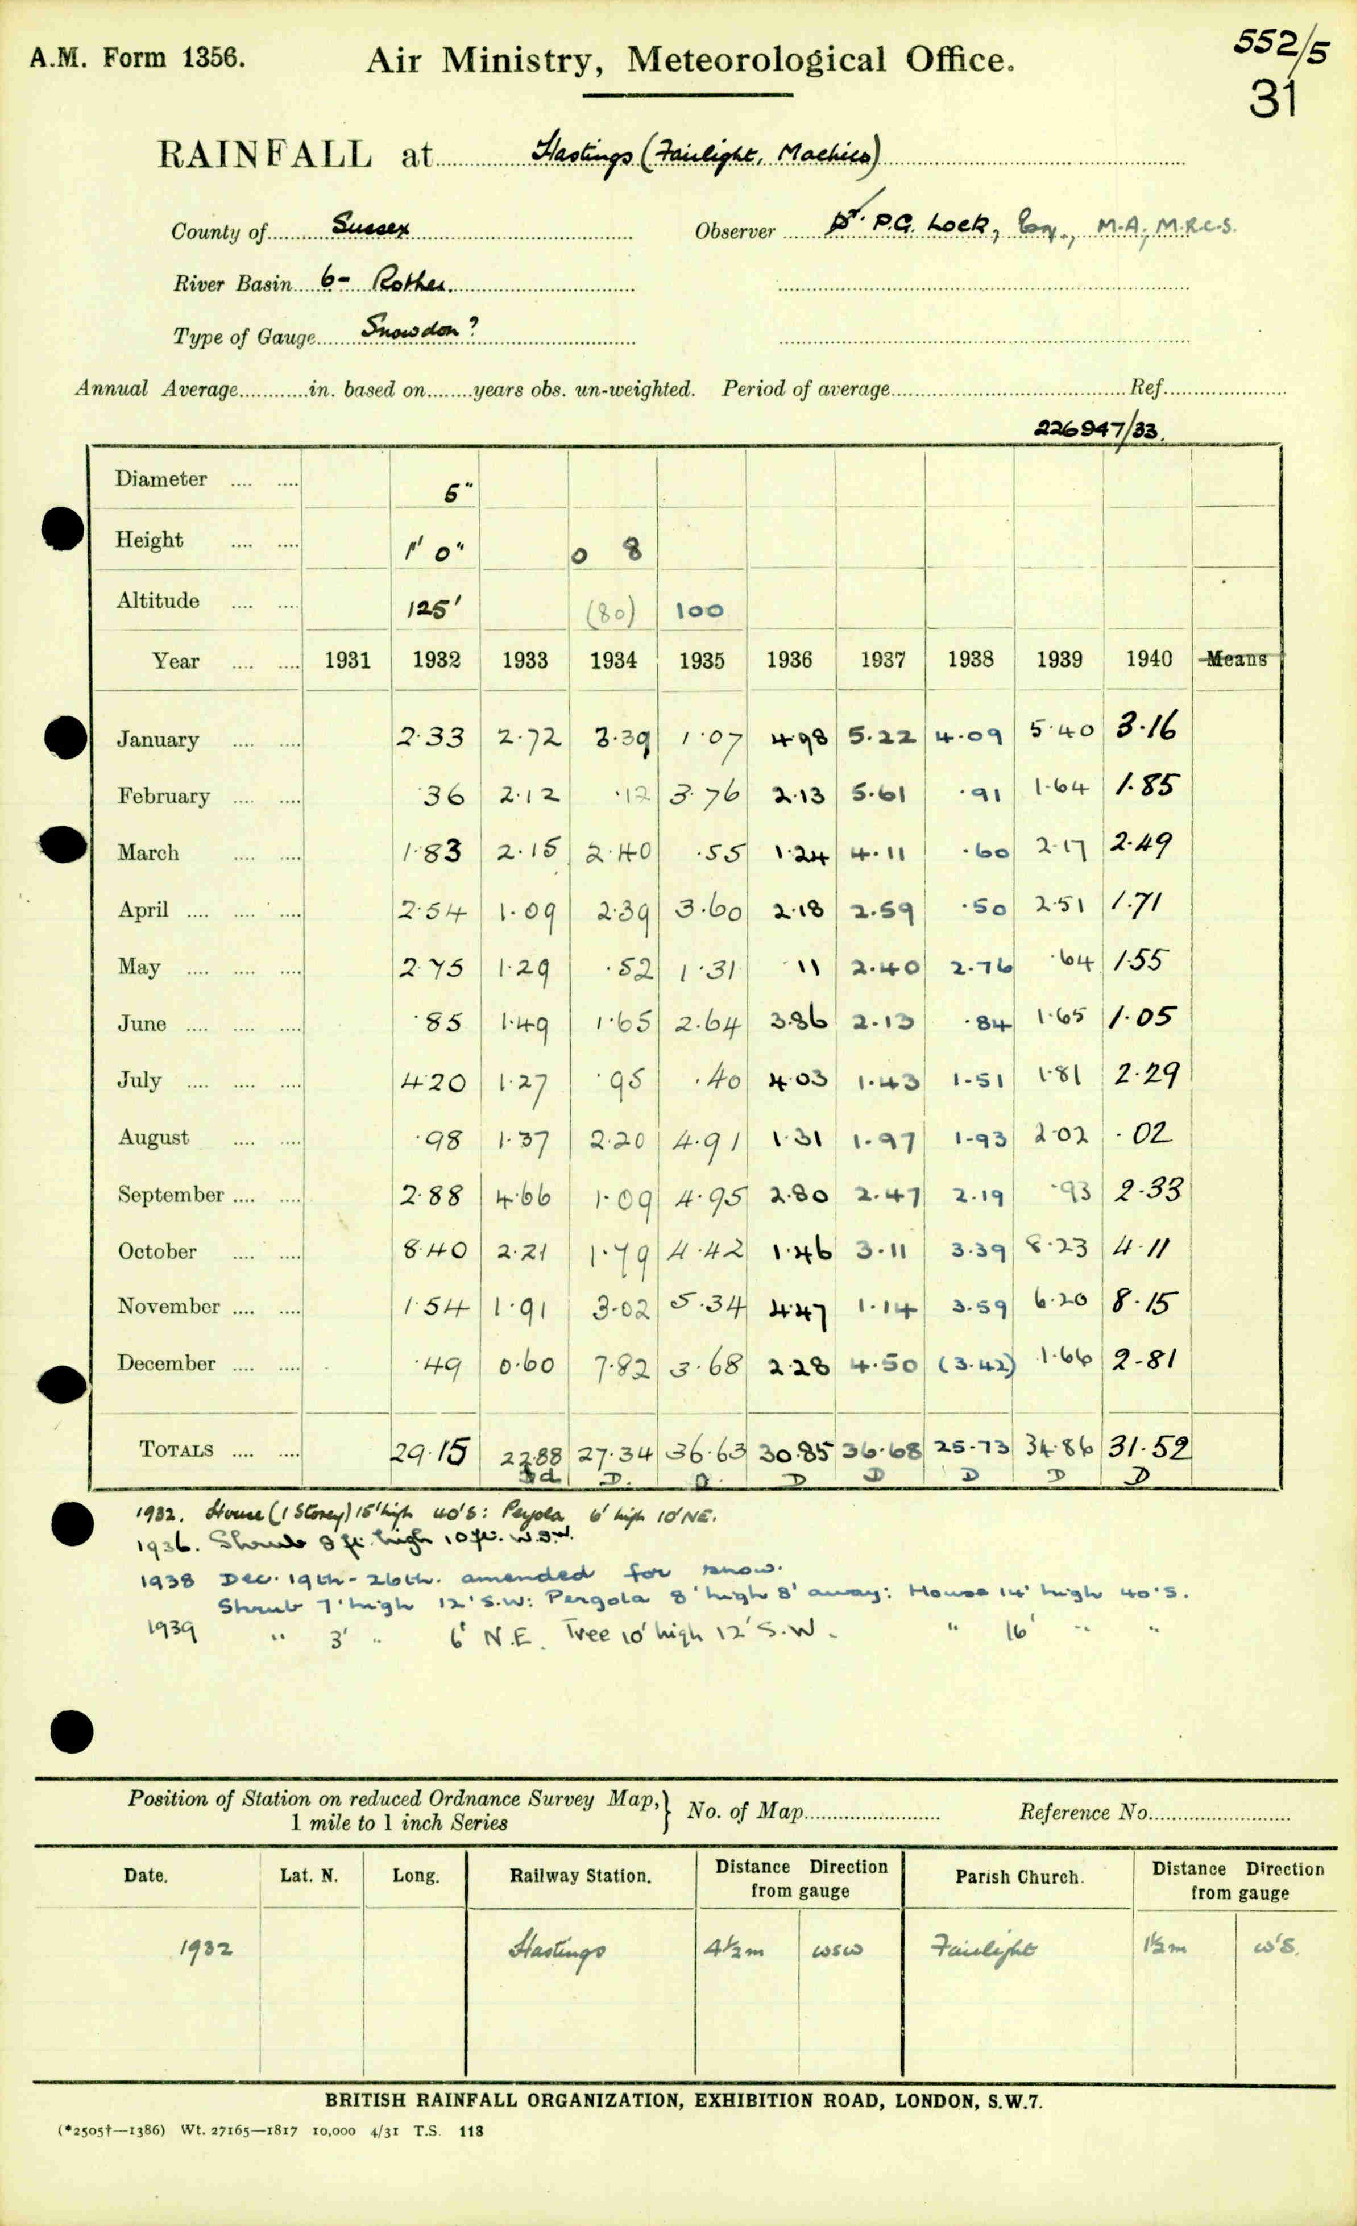 552/5
A.M. Form 1356. Air Ministry, Meteorological Office.
31
RAINFALL at Hastings (Fairlight, Machico)
County of Sussex Observer Dr. P.G. Lock, Esq., M.A., M.R.C.S.
River Basin 6- Rother.
Type of Gauge Snowdon ?
Annual Average in. based on years obs. un-weighted. Period of average Ref.
226947/33.
Diameter 5"
Height 1' 0" 0 8
Altitude 125' (80) 100
Year 1931 1932 1933 1934 1935 1936 1937 1938 1939 1940 Means
January 2.33 2.72 3.39 1.07 4.98 5.22 4.09 5.40 3.16
February .36 2.12 .12 3.76 2.13 5.61 .91 1.64 1.85
March 1.83 2.15 2.40 .55 1.24 4.11 .60 2.17 2.49
April 2.54 1.09 2.39 3.60 2.18 2.59 .50 2.51 1.71
May 2.75 1.29 .52 1.31 .11 2.40 2.76 .64 1.55
June .85 1.49 1.65 2.64 3.86 2.13 .84 1.65 1.05
July 4.20 1.27 .95 .40 4.03 1.43 1.51 1.81 2.29
August .98 1.37 2.20 4.91 1.31 1.97 1.93 2.02 .02
September 2.88 4.66 1.09 4.95 2.80 2.47 2.19 .93 2.33
October 8.40 2.21 1.79 4.42 1.46 3.11 3.39 8.23 4.11
November 1.54 1.91 3.02 5.34 4.47 1.14 3.59 6.20 8.15
December .49 0.60 7.82 3.68 2.28 4.50 (3.42) 1.66 2.81
TOTALS 29.15 22.88 27.34 36.63 30.85 36.68 25.73 34.86 31.52
D. D. D D D D D
1932. House (1 Storey) 15' high 40' S: Pergola 6' high 10' NE.
1936. Shrub 8 ft. high 10 ft. W.S.W.
1938 Dec. 19th - 26th. amended for snow.
Shrub 7' high 12' S.W: Pergola 8' high 8' away: House 14' high 40' S.
1939 " 3' " 6' N.E. Tree 10' high 12' S.W. " 16' " "
Position of Station on reduced Ordnance Survey Map,} No. of Map Reference No.
1 mile to 1 inch Series
Date. Lat. N. Long. Railway Station. Distance Direction from gauge Parish Church. Distance Direction from gauge
1932 Hastings 4½m WSW Fairlight 1½m W'S.
BRITISH RAINFALL ORGANIZATION, EXHIBITION ROAD, LONDON, S.W.7.
(*2505†—1386) Wt. 27165—1817 10,000 4/31 T.S. 118